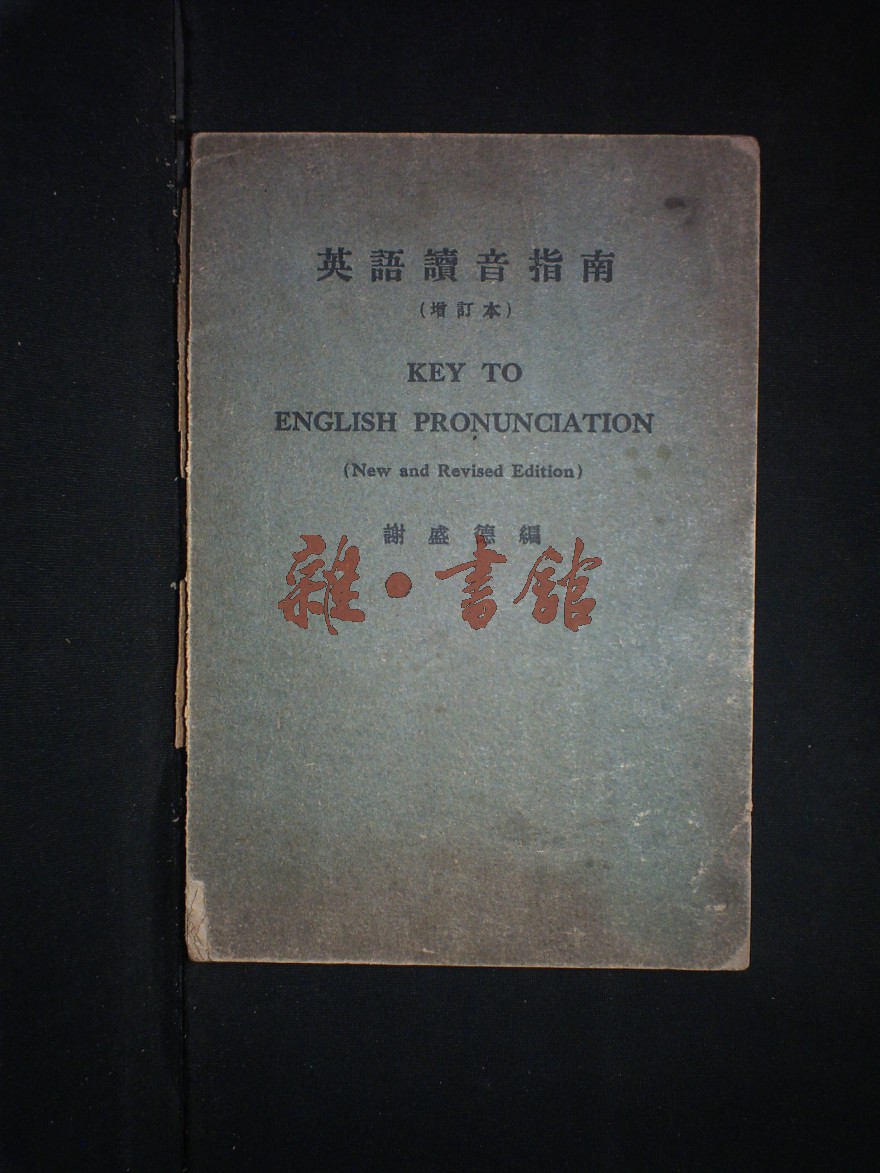 英語讀音指南
(增訂本)
KEY TO
ENGLISH PRONUNCIATION
(New and Revised Edition)
謝盛德編
雜·書館